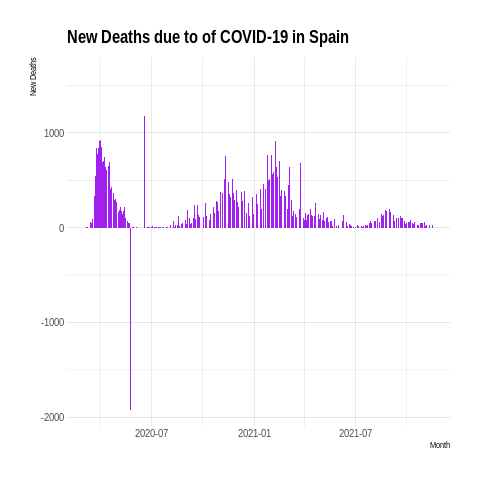 New Deaths due to of COVID-19 in Spain
New Deaths
1000
0
-1000
-2000
2020-07
2021-01
2021-07
Month